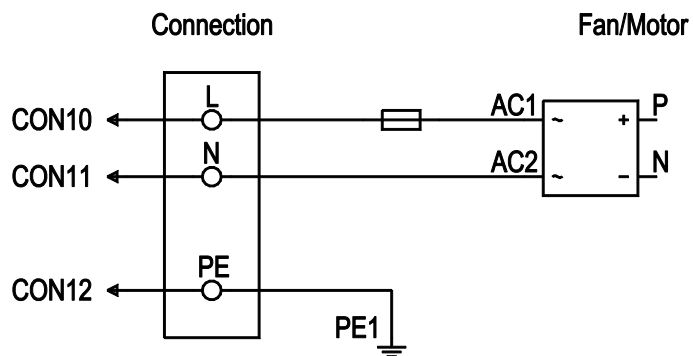 Connection Fan/Motor
L
CON10 AC1 ~ + P
N
CON11 AC2 ~ - N
PE
CON12
PE1